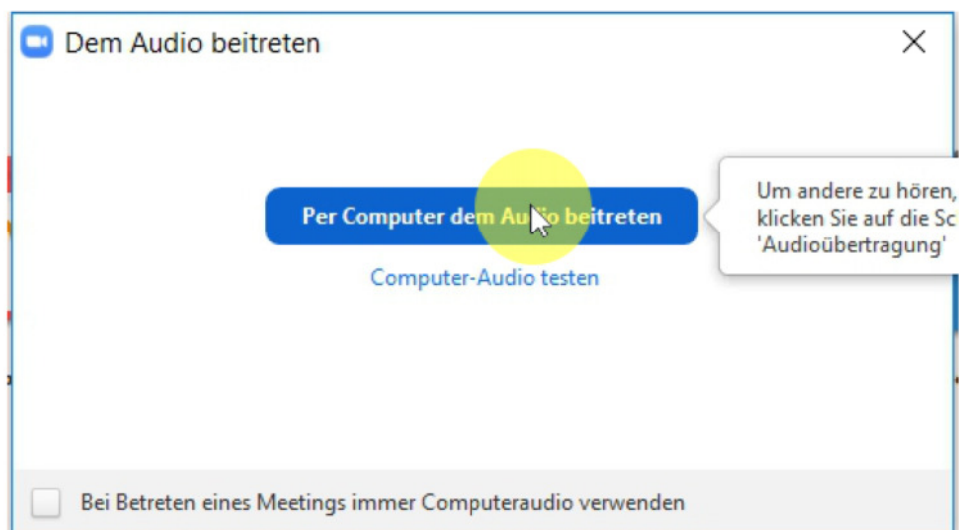 Dem Audio beitreten
Per Computer dem Audio beitreten
Um andere zu hören,
klicken Sie auf die
'Audioübertragung'
Computer-Audio testen
Bei Betreten eines Meetings immer Computeraudio verwenden